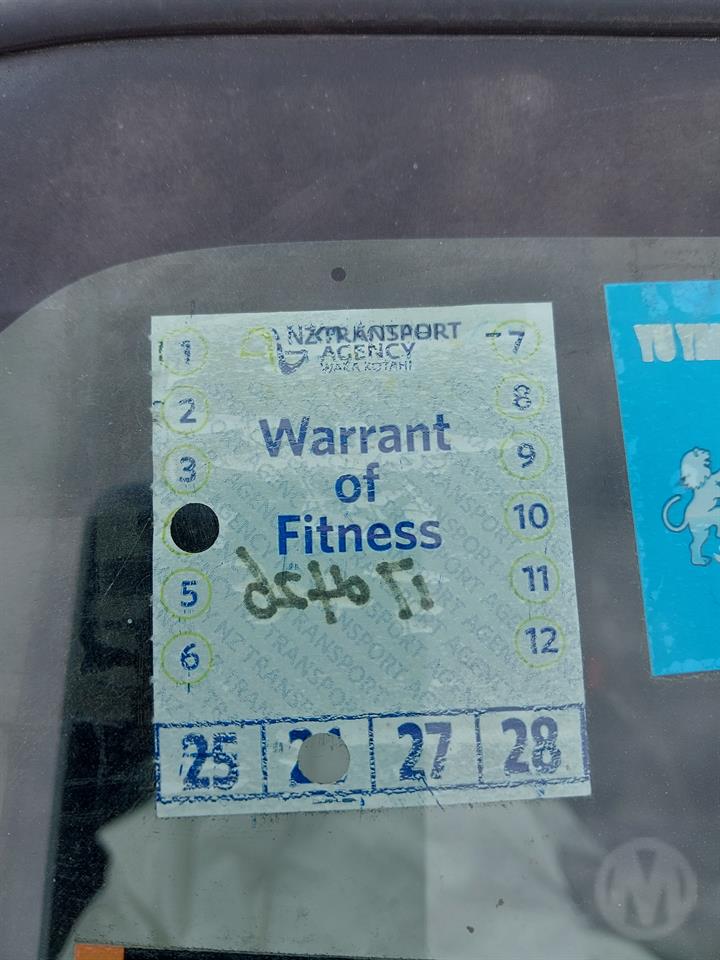 NZ TRANSPORT
AGENCY
WAKA KOTAHI
1 7
2 8
3 9
10
5 11
6 12
Warrant
of
Fitness
170426
25 27 28
M